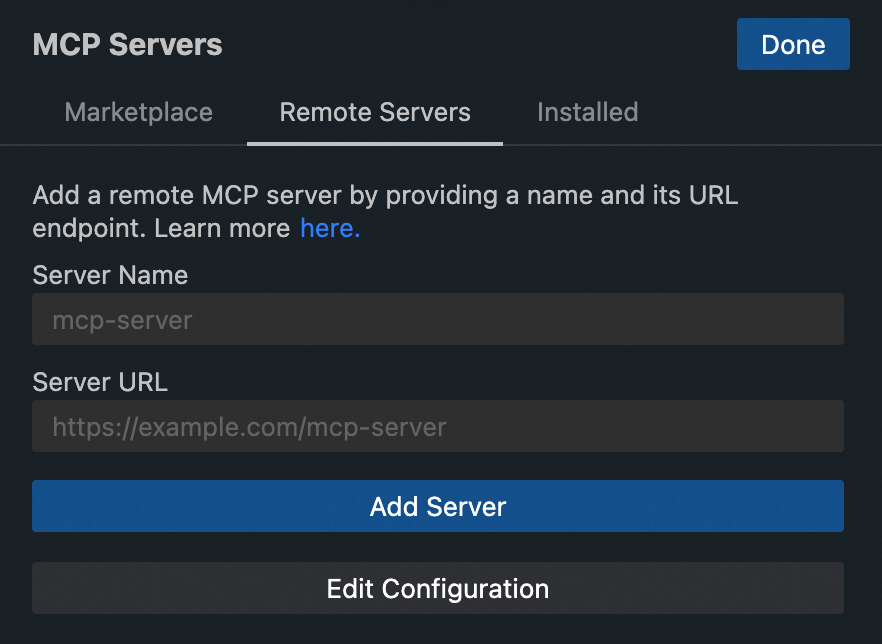 MCP Servers
Done
Marketplace
Remote Servers
Installed
Add a remote MCP server by providing a name and its URL
endpoint. Learn more here.
Server Name
mcp-server
Server URL
https://example.com/mcp-server
Add Server
Edit Configuration